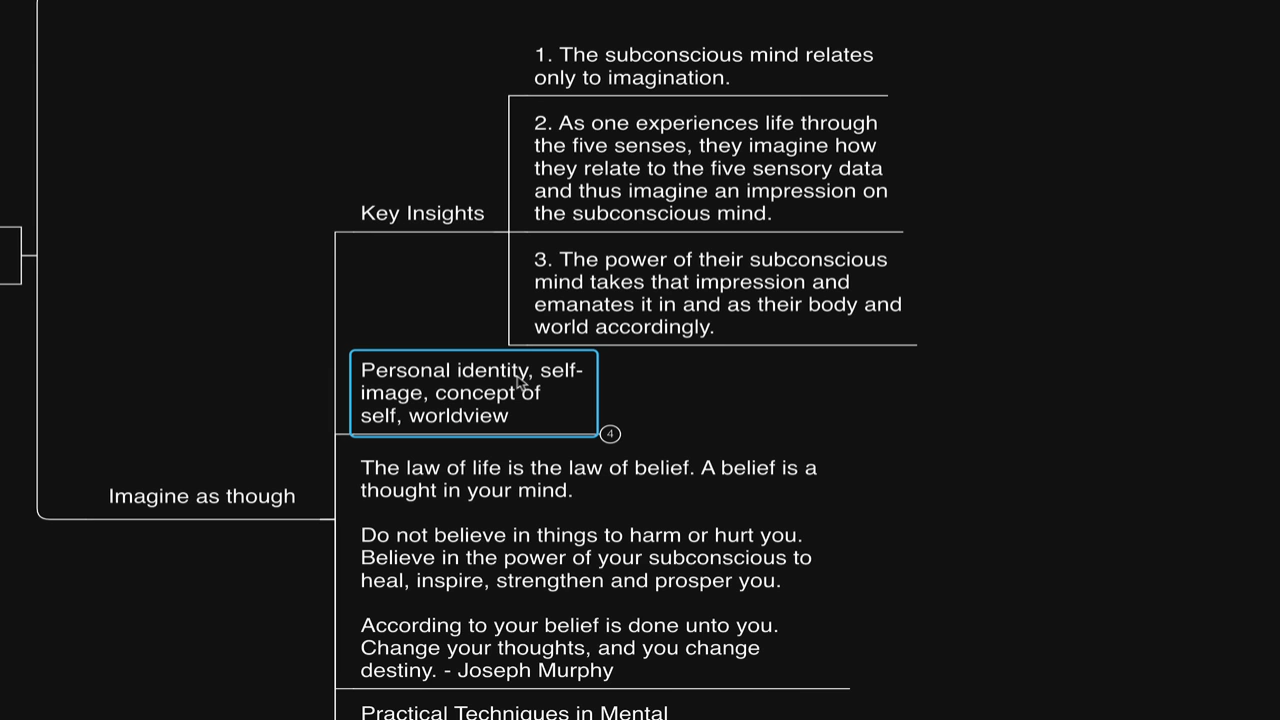 1. The subconscious mind relates
only to imagination.
2. As one experiences life through
the five senses, they imagine how
they relate to the five sensory data
and thus imagine an impression on
the subconscious mind.
Key Insights
3. The power of their subconscious
mind takes that impression and
emanates it in and as their body and
world accordingly.
Personal identity, self-
image, concept of
self, worldview
4
The law of life is the law of belief. A belief is a
thought in your mind.
Imagine as though
Do not believe in things to harm or hurt you.
Believe in the power of your subconscious to
heal, inspire, strengthen and prosper you.
According to your belief is done unto you.
Change your thoughts, and you change
destiny. - Joseph Murphy
Practical Techniques in Mental